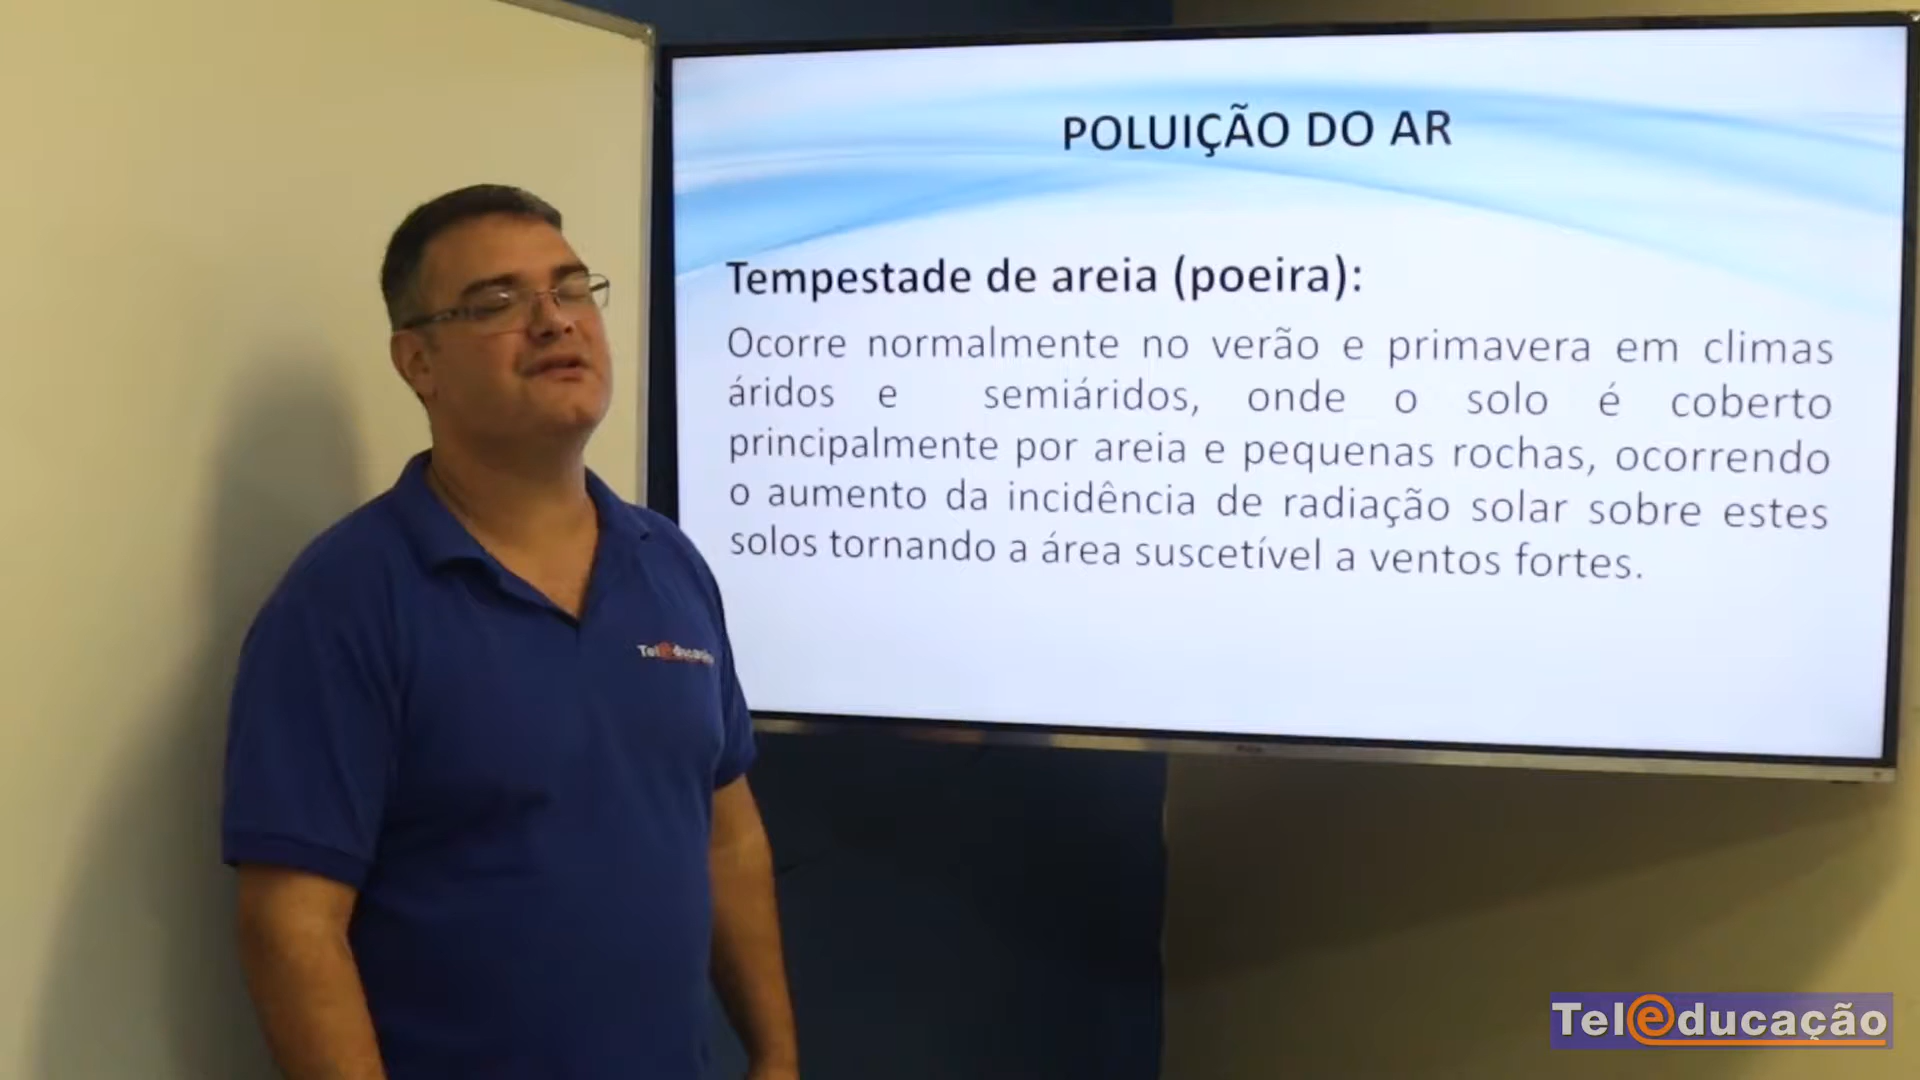 POLUIÇÃO DO AR
Tempestade de areia (poeira):
Ocorre normalmente no verão e primavera em climas
áridos e semiáridos, onde o solo é coberto
principalmente por areia e pequenas rochas, ocorrendo
o aumento da incidência de radiação solar sobre estes
solos tornando a área suscetível a ventos fortes.
Teleducação
Teleducação